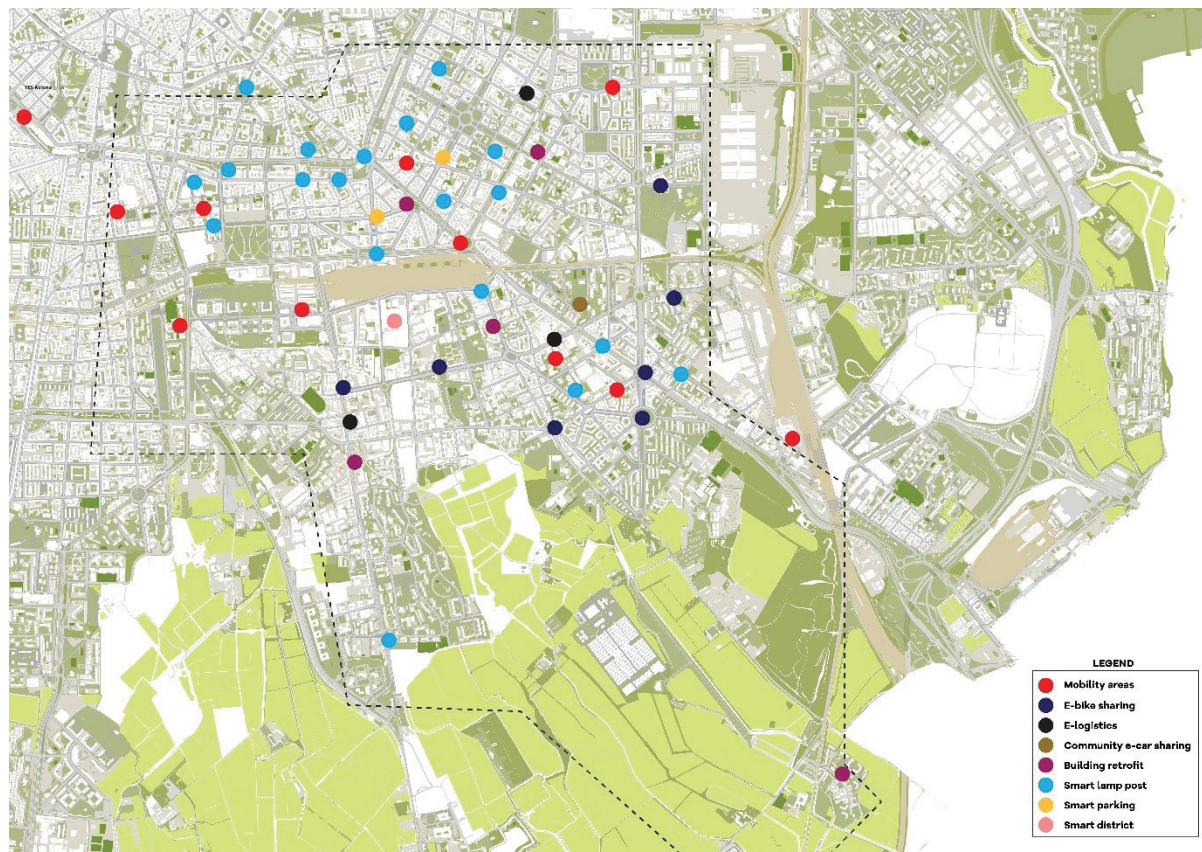 LEGEND
Mobility areas
E-bike sharing
E-logistics
Community e-car sharing
Building retrofit
Smart lamp post
Smart parking
Smart district